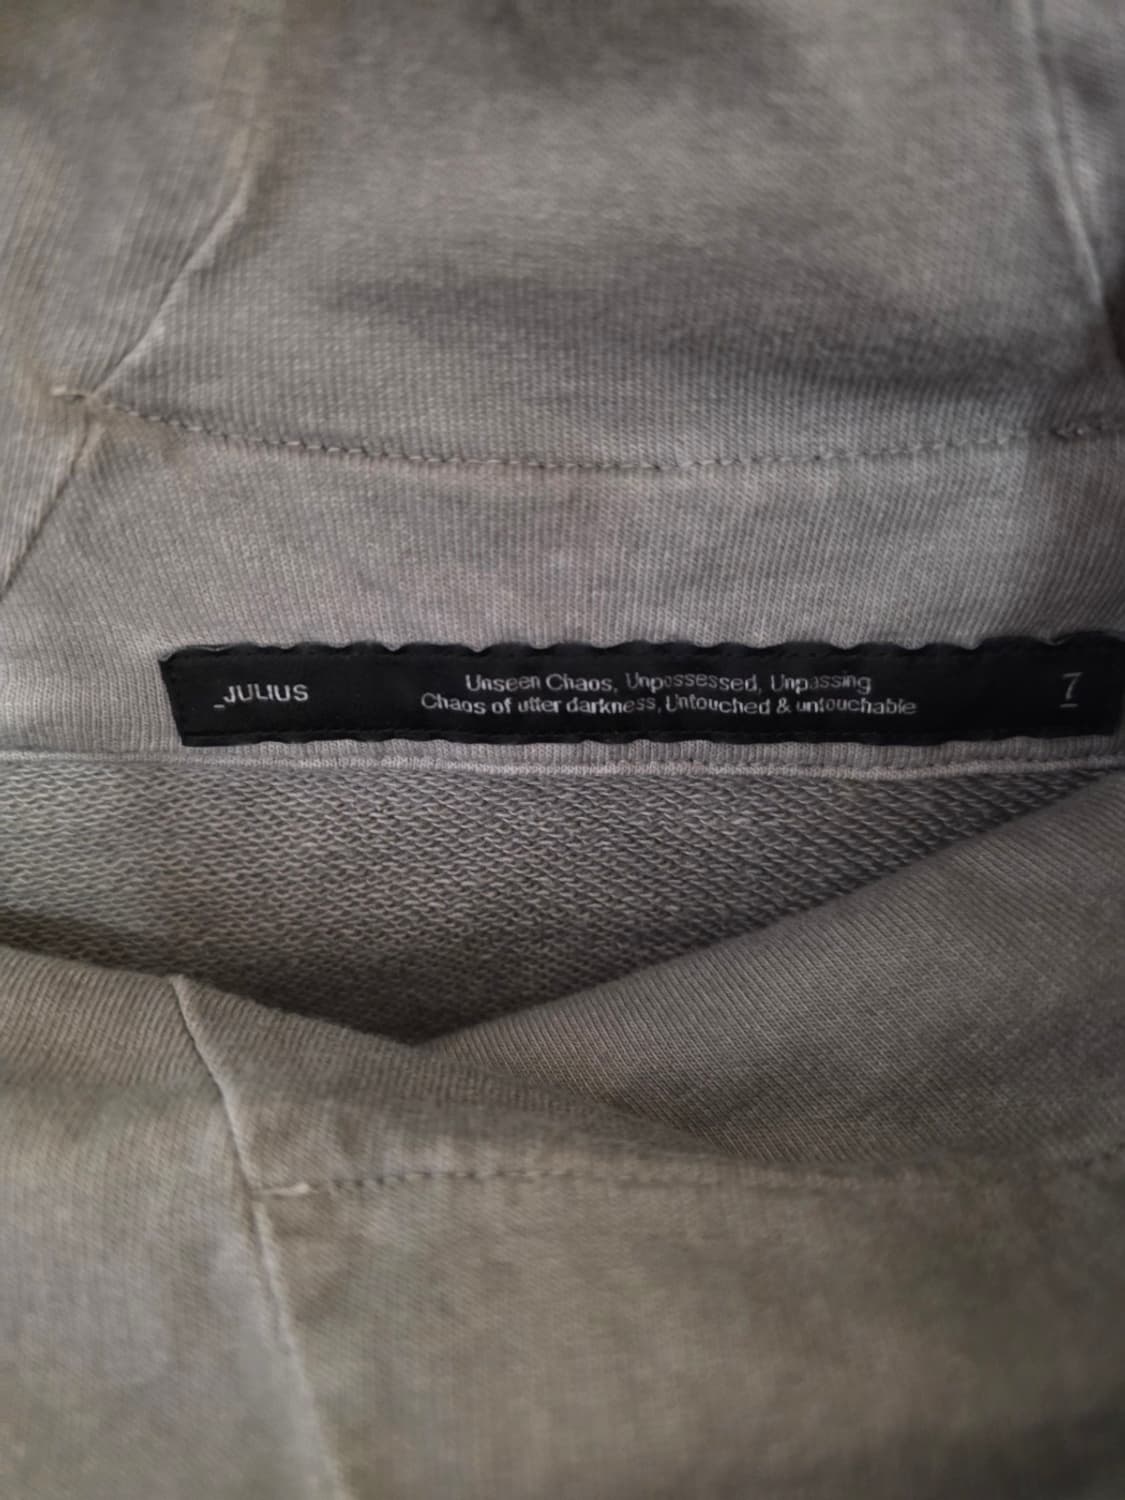 _JULIUS
Unseen Chaos, Unpossessed, Unpassing
Chaos of utter darkness, Untouched & untouchable
7